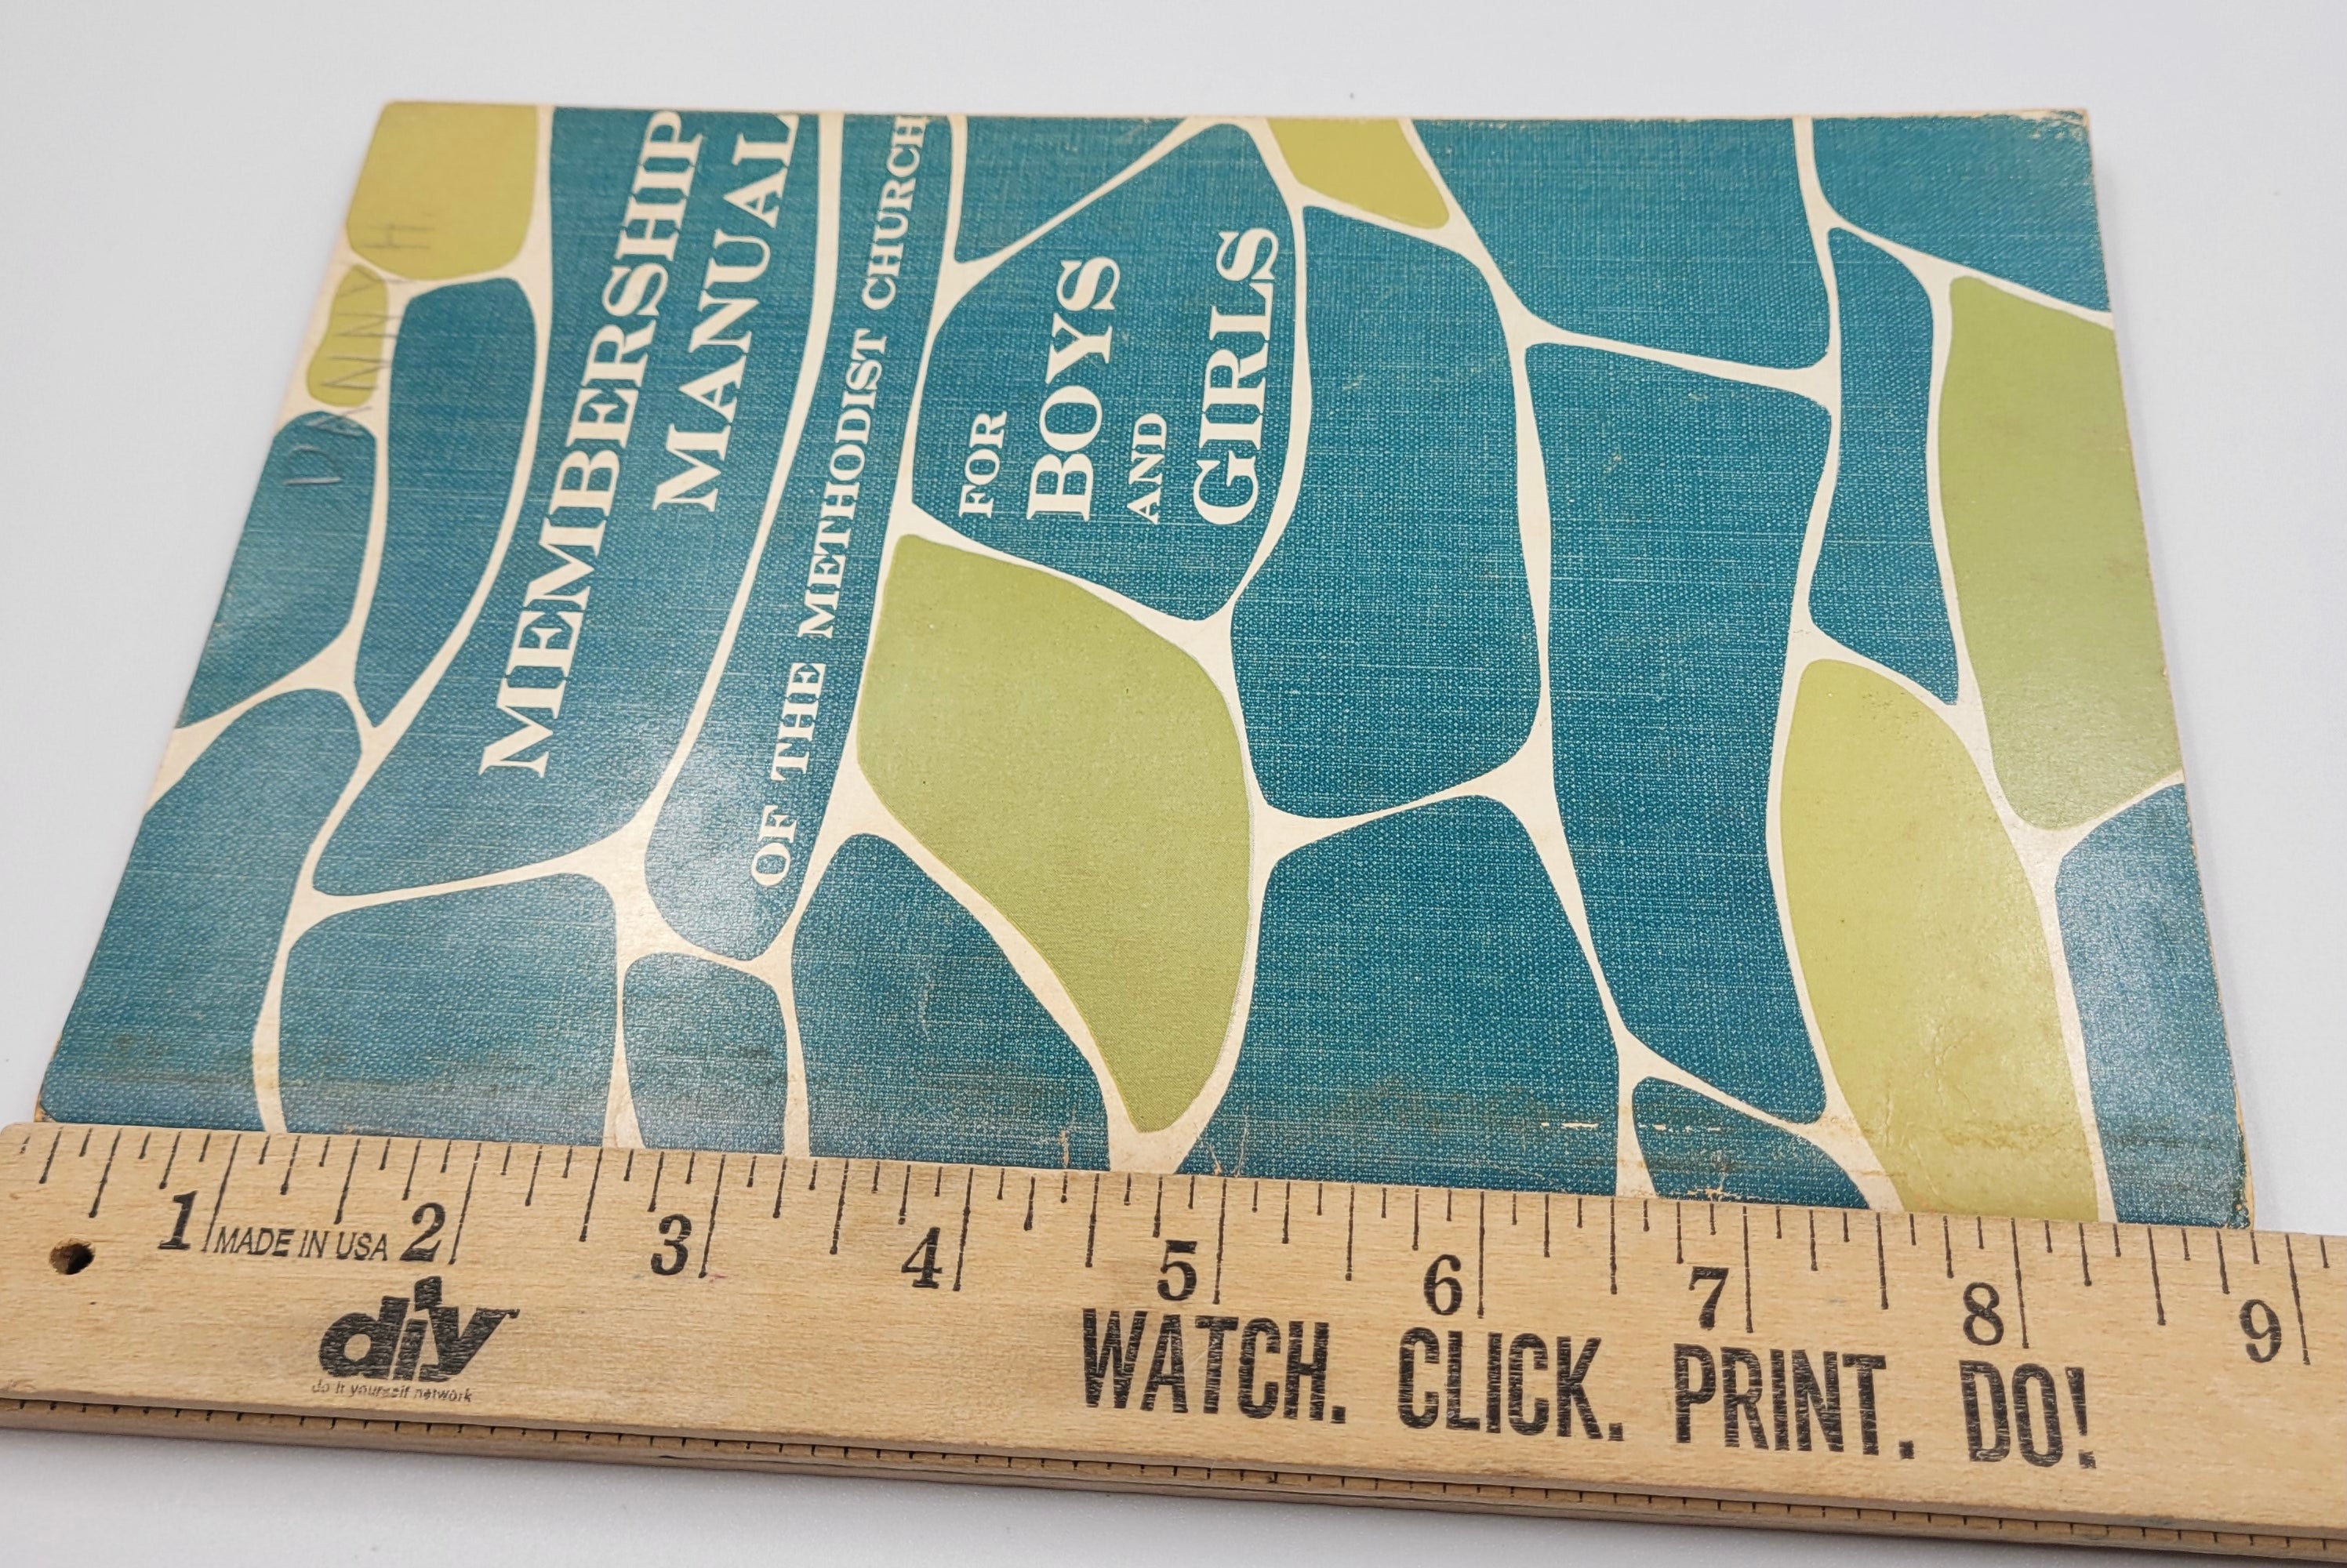 DANNY H.
MEMBERSHIP
MANUAL
OF THE METHODIST CHURCH
FOR
BOYS
AND
GIRLS
1 2 3 4 5 6 7 8 9
MADE IN USA
diy
do it yourself network
WATCH. CLICK. PRINT. DO!